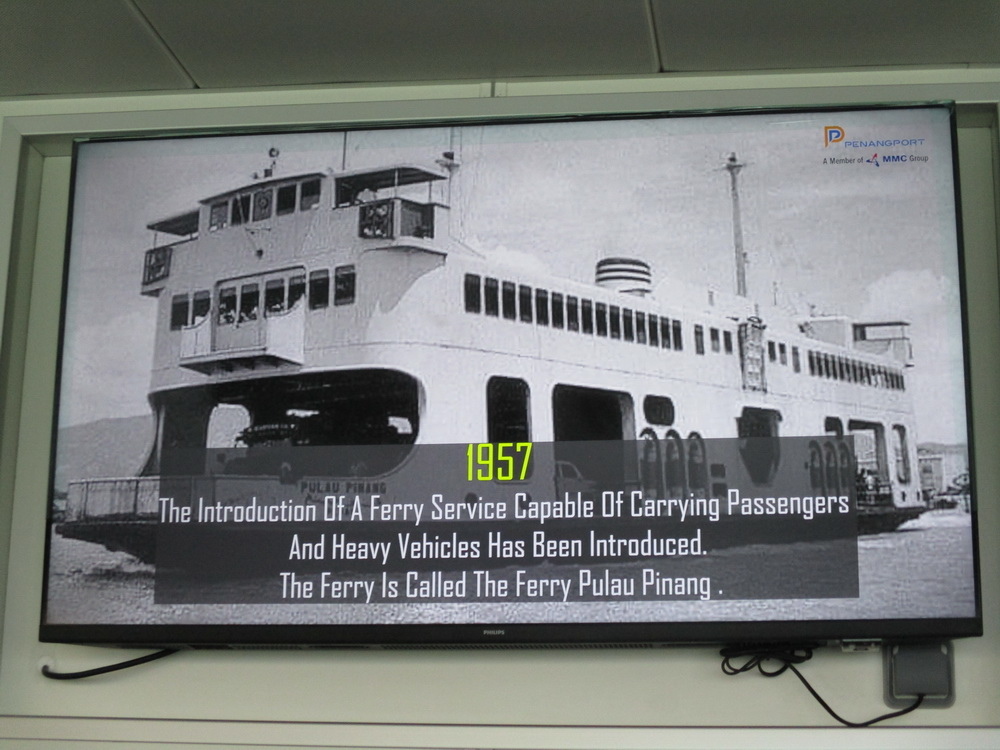 PENANGPORT
A Member of MMC Group
PULAU PINANG
1957
The Introduction Of A Ferry Service Capable Of Carrying Passengers
And Heavy Vehicles Has Been Introduced.
The Ferry Is Called The Ferry Pulau Pinang .
PHILIPS